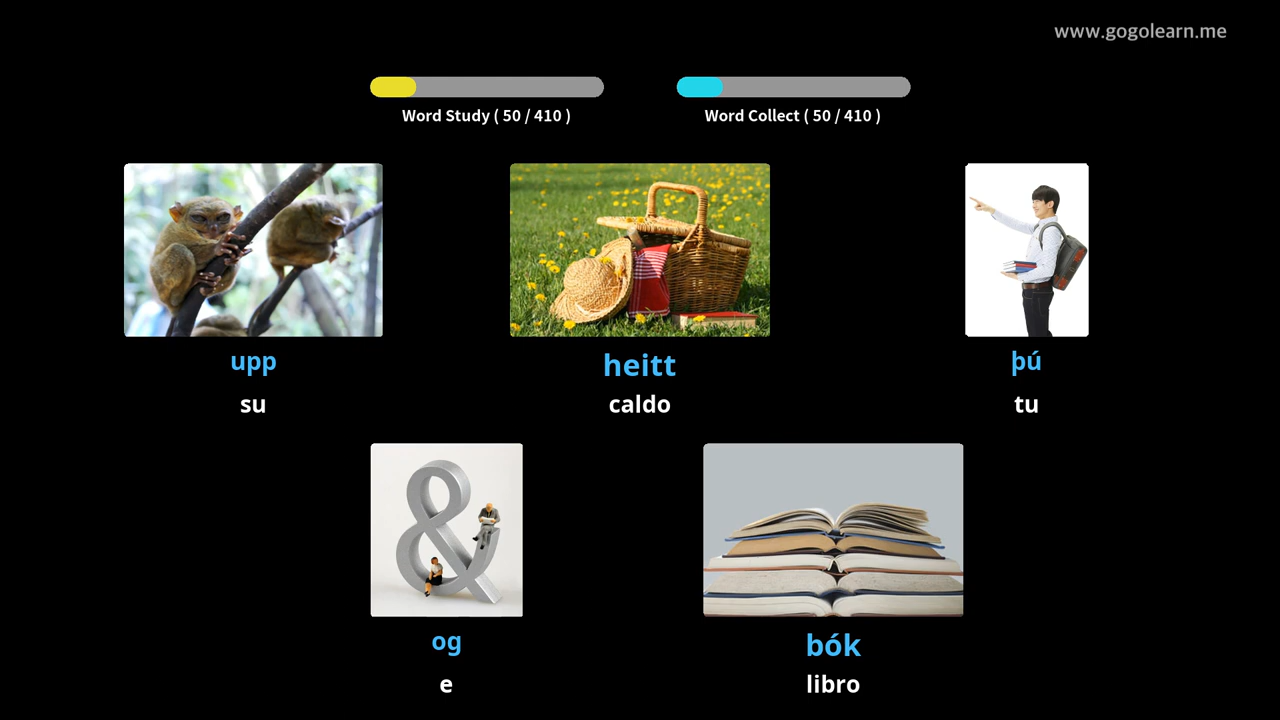 www.gogolearn.me
Word Study ( 50 / 410 )
Word Collect ( 50 / 410 )
upp
su
heitt
caldo
þú
tu
&
og
e
bók
libro